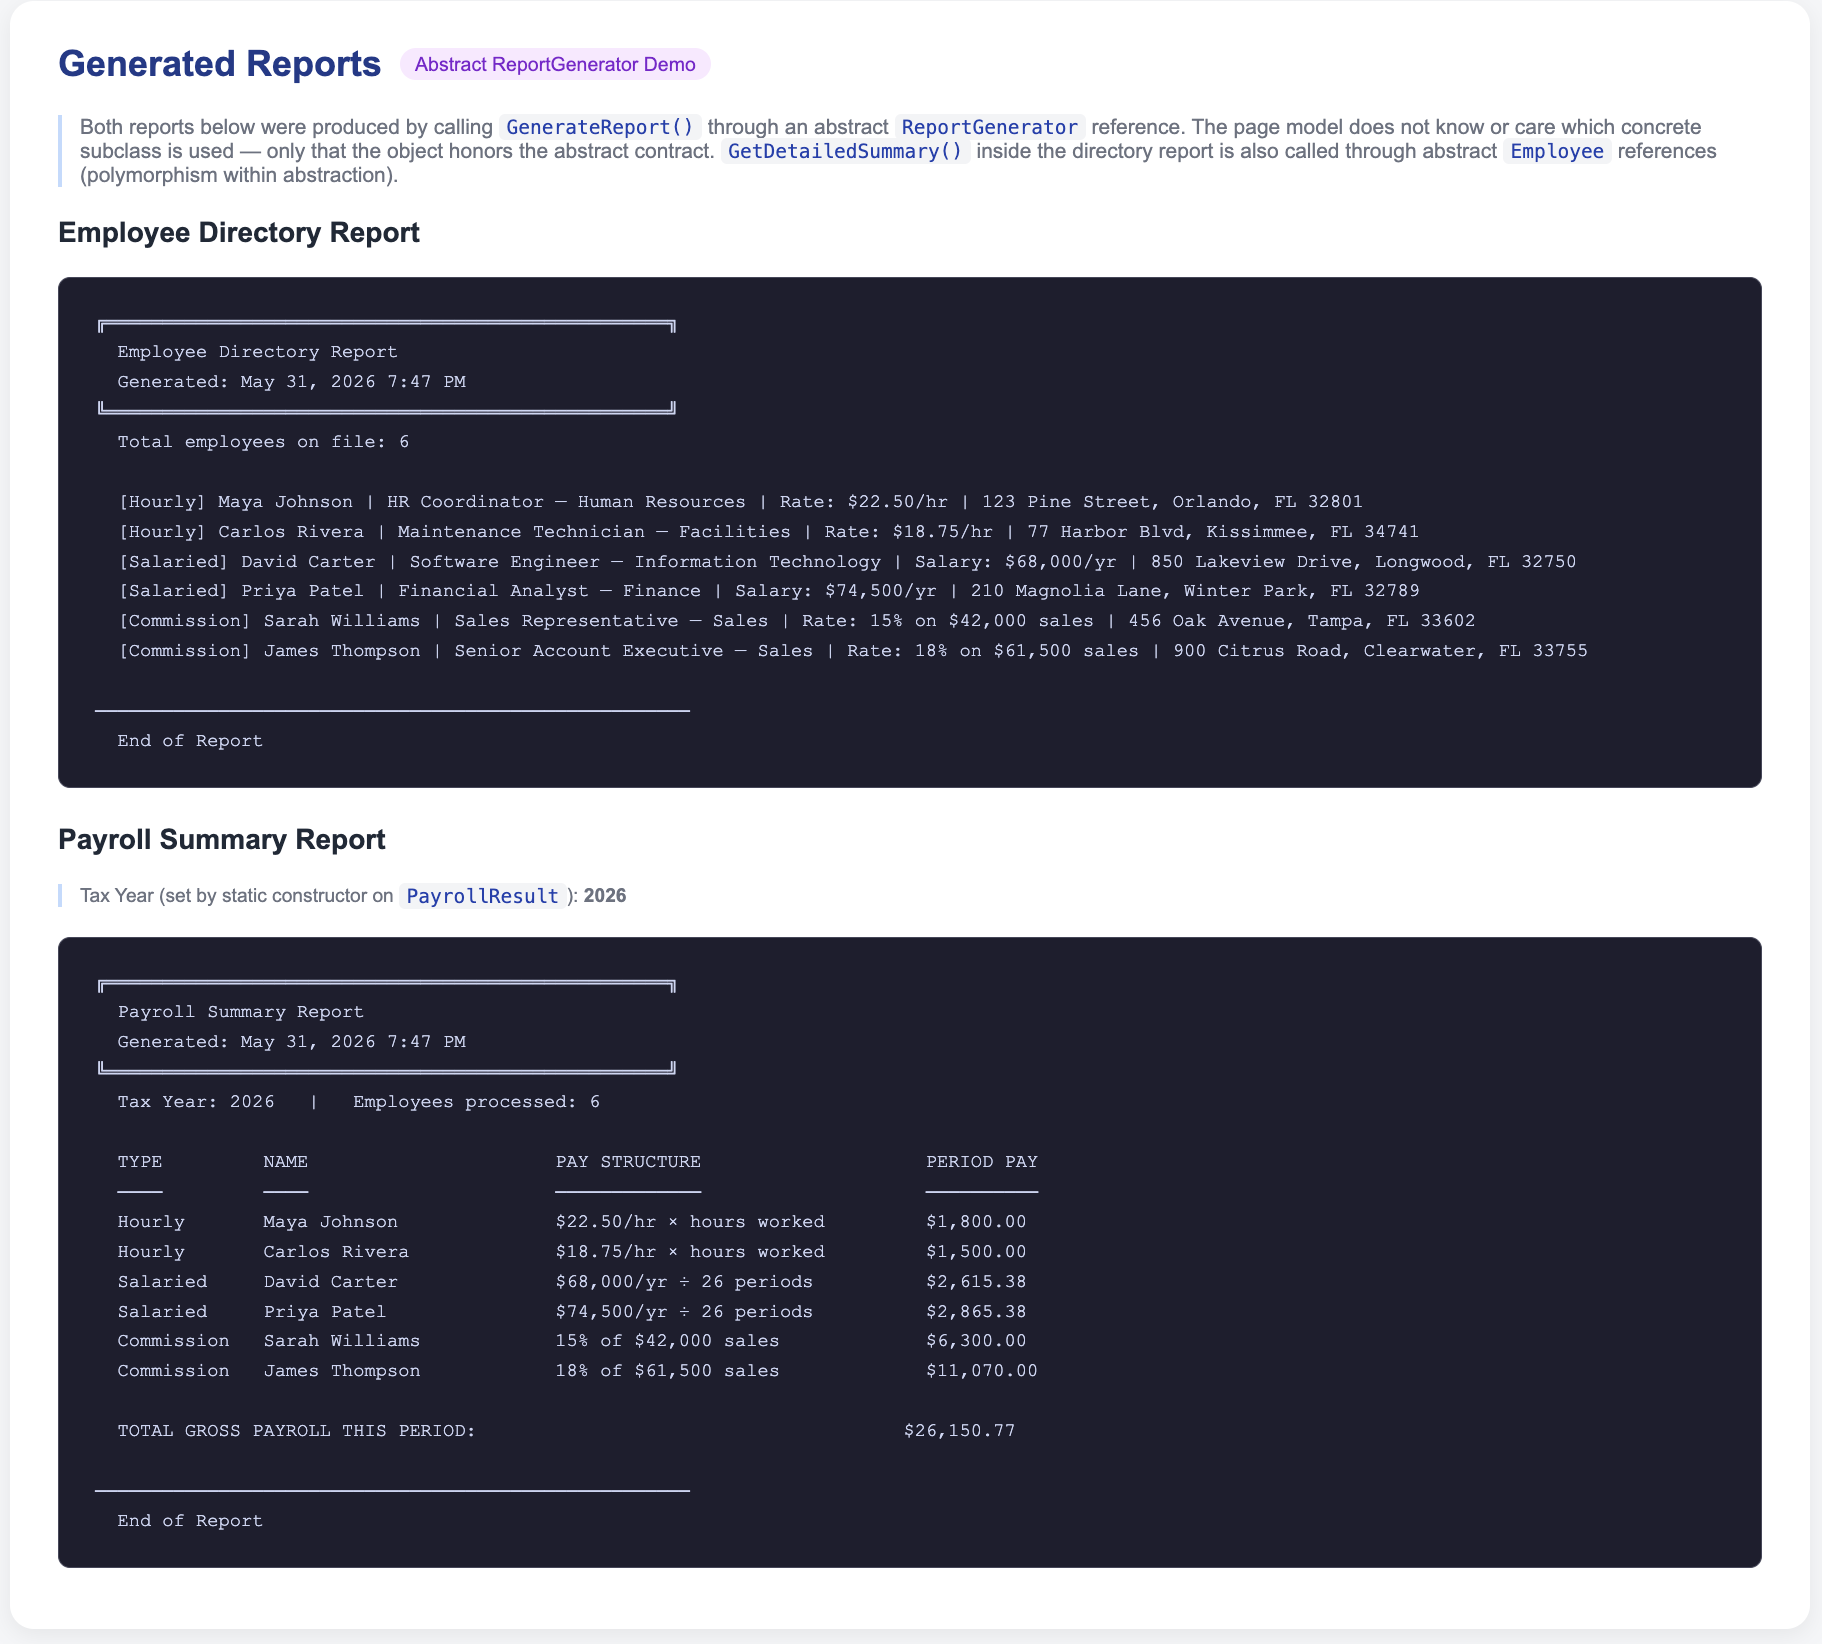 Generated Reports Abstract ReportGenerator Demo
Both reports below were produced by calling GenerateReport() through an abstract ReportGenerator reference. The page model does not know or care which concrete
subclass is used — only that the object honors the abstract contract. GetDetailedSummary() inside the directory report is also called through abstract Employee references
(polymorphism within abstraction).
Employee Directory Report
Employee Directory Report
Generated: May 31, 2026 7:47 PM
Total employees on file: 6
[Hourly] Maya Johnson | HR Coordinator — Human Resources | Rate: $22.50/hr | 123 Pine Street, Orlando, FL 32801
[Hourly] Carlos Rivera | Maintenance Technician — Facilities | Rate: $18.75/hr | 77 Harbor Blvd, Kissimmee, FL 34741
[Salaried] David Carter | Software Engineer — Information Technology | Salary: $68,000/yr | 850 Lakeview Drive, Longwood, FL 32750
[Salaried] Priya Patel | Financial Analyst — Finance | Salary: $74,500/yr | 210 Magnolia Lane, Winter Park, FL 32789
[Commission] Sarah Williams | Sales Representative — Sales | Rate: 15% on $42,000 sales | 456 Oak Avenue, Tampa, FL 33602
[Commission] James Thompson | Senior Account Executive — Sales | Rate: 18% on $61,500 sales | 900 Citrus Road, Clearwater, FL 33755
End of Report
Payroll Summary Report
Tax Year (set by static constructor on PayrollResult): 2026
Payroll Summary Report
Generated: May 31, 2026 7:47 PM
Tax Year: 2026 | Employees processed: 6
TYPE NAME PAY STRUCTURE PERIOD PAY
Hourly Maya Johnson $22.50/hr × hours worked $1,800.00
Hourly Carlos Rivera $18.75/hr × hours worked $1,500.00
Salaried David Carter $68,000/yr ÷ 26 periods $2,615.38
Salaried Priya Patel $74,500/yr ÷ 26 periods $2,865.38
Commission Sarah Williams 15% of $42,000 sales $6,300.00
Commission James Thompson 18% of $61,500 sales $11,070.00
TOTAL GROSS PAYROLL THIS PERIOD: $26,150.77
End of Report